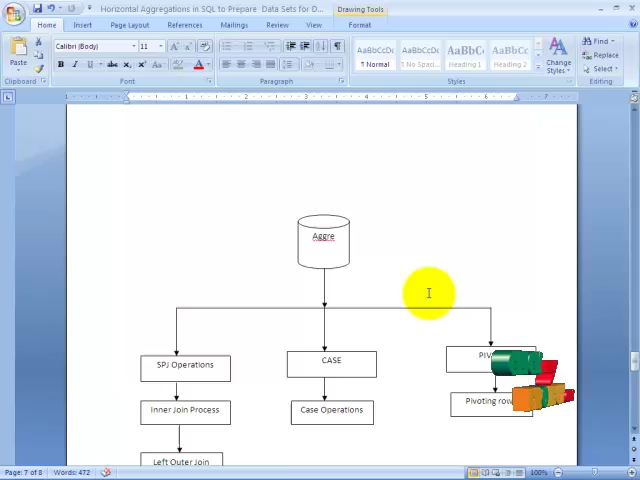 Horizontal Aggregations in SQL to Prepare Data Sets for D...
Drawing Tools
Home Insert Page Layout References Mailings Review View Format
Paste
Calibri (Body) 11
AaBbCcDc AaBbCcDc AaBbC AaBbCc
¶ Normal ¶ No Spaci... Heading 1 Heading 2
Change
Styles
Find
Replace
Select
Clipboard Font Paragraph Styles Editing
Aggre
SPJ Operations
CASE
Inner Join Process
Case Operations
Pivoting row
Left Outer Join
Page: 7 of 8 Words: 472 100%